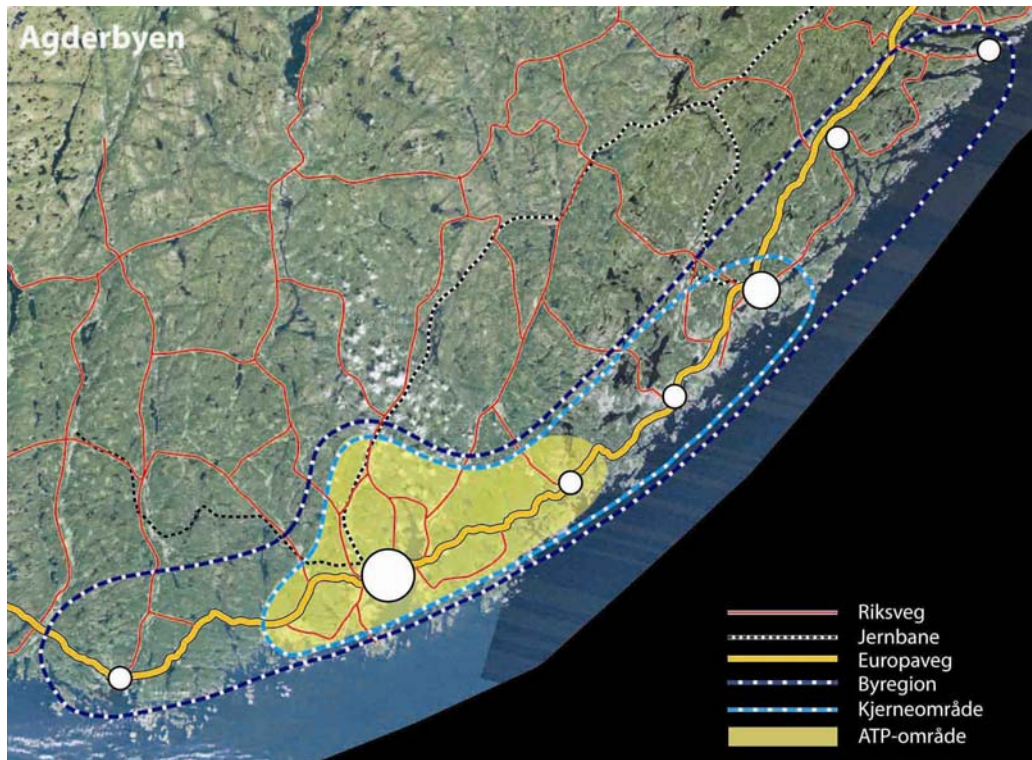 Agderbyen
Riksveg
Jernbane
Europaveg
Byregion
Kjerneområde
ATP-område